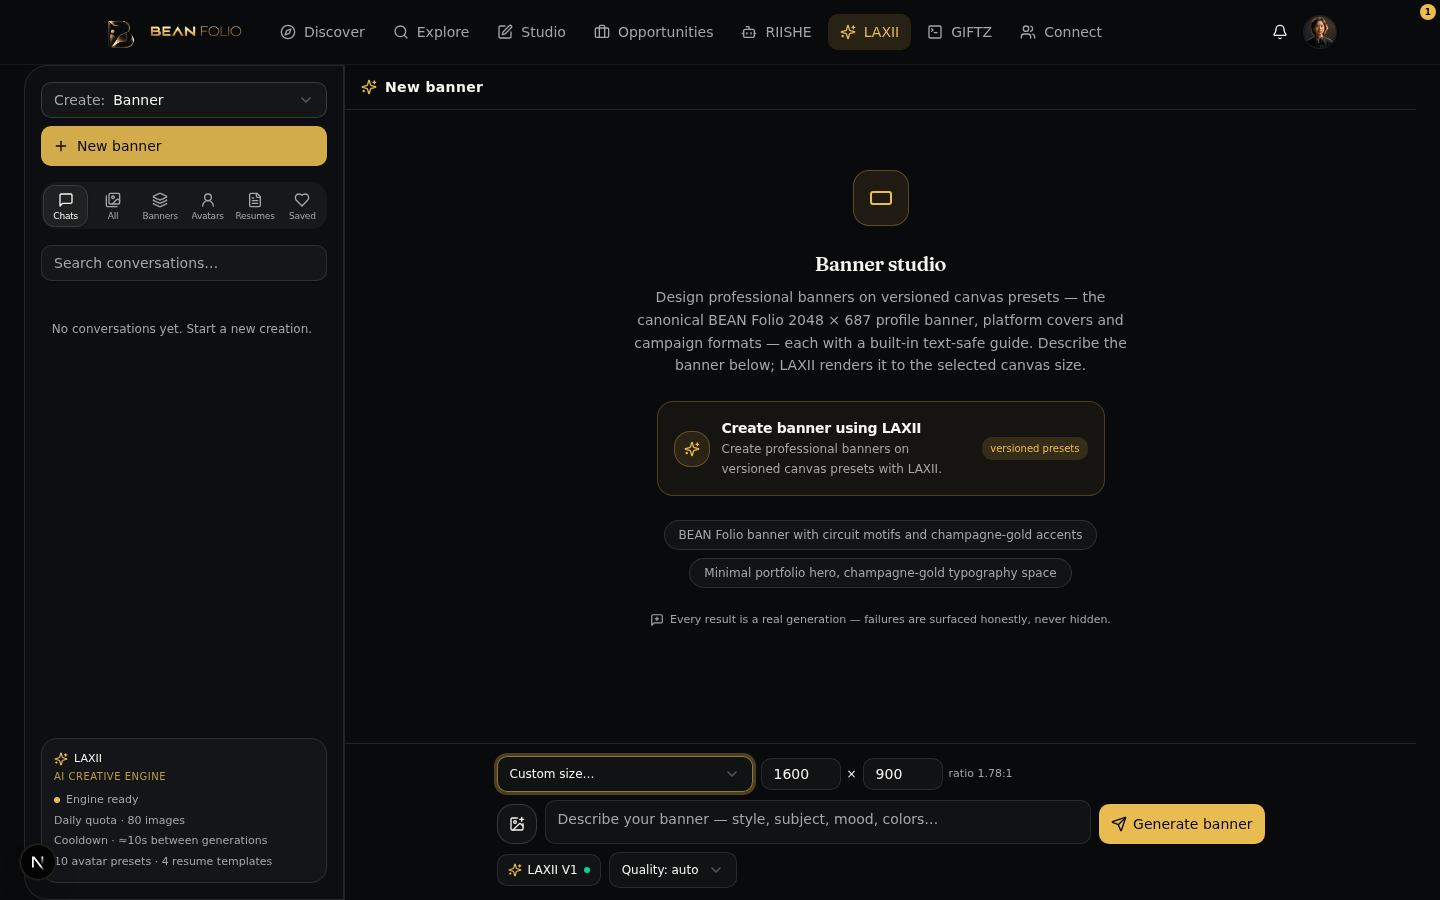 BEAN FOLIO
Discover
Explore
Studio
Opportunities
RIISHE
LAXII
GIFTZ
Connect
1
Create: Banner
New banner
Chats
All
Banners
Avatars
Resumes
Saved
Search conversations...
No conversations yet. Start a new creation.
LAXII
AI CREATIVE ENGINE
Engine ready
Daily quota · 80 images
Cooldown · ≈10s between generations
10 avatar presets · 4 resume templates
N
New banner
Banner studio
Design professional banners on versioned canvas presets — the
canonical BEAN Folio 2048 × 687 profile banner, platform covers and
campaign formats — each with a built-in text-safe guide. Describe the
banner below; LAXII renders it to the selected canvas size.
Create banner using LAXII
Create professional banners on
versioned canvas presets with LAXII.
versioned presets
BEAN Folio banner with circuit motifs and champagne-gold accents
Minimal portfolio hero, champagne-gold typography space
Every result is a real generation — failures are surfaced honestly, never hidden.
Custom size...
1600 × 900 ratio 1.78:1
Describe your banner — style, subject, mood, colors...
Generate banner
LAXII V1
Quality: auto